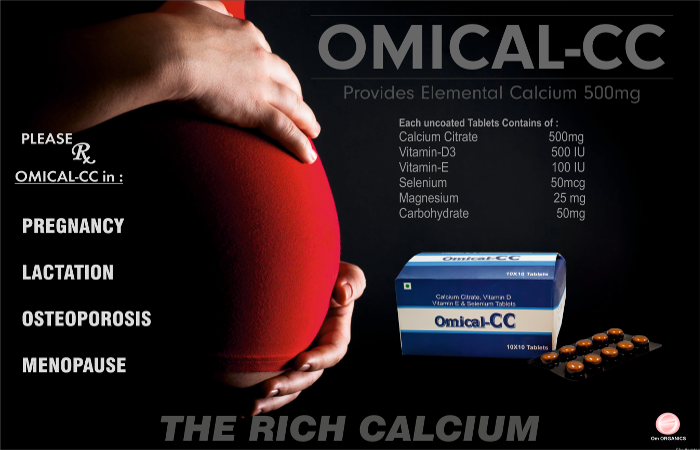 OMICAL-CC
Provides Elemental Calcium 500mg
Each uncoated Tablets Contains of :
Calcium Citrate 500mg
Vitamin-D3 500 IU
Vitamin-E 100 IU
Selenium 50mcg
Magnesium 25 mg
Carbohydrate 50mg
PLEASE
Rx
OMICAL-CC in :
PREGNANCY
LACTATION
OSTEOPOROSIS
MENOPAUSE
Omical-CC
10X10 Tablets
Calcium Citrate, Vitamin D
Vitamin E & Selenium Tablets
Omical-CC
10X10 Tablets
THE RICH CALCIUM
Om ORGANICS